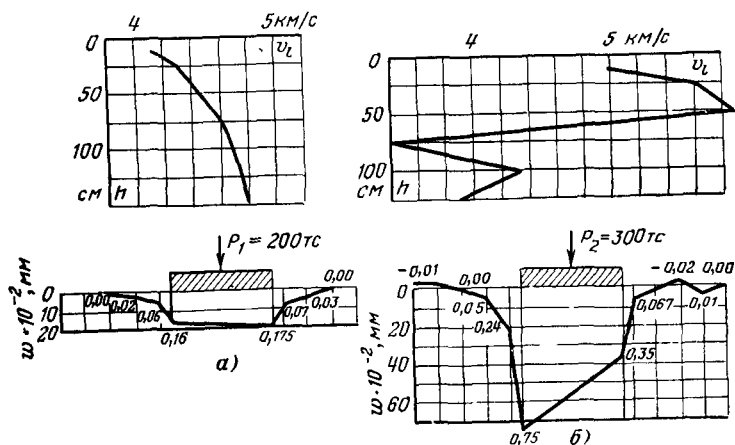 4 5 км/с
0
v_l
50
100
см h
4 5 км/с
0
v_l
50
100
см h
P₁ = 200 тс
w·10⁻², мм
0
10
20
0,00
0,02
0,06
0,16
0,175
0,07
0,03
0,00
а)
P₂=300 тс
w·10⁻², мм
0
20
40
60
−0,01
0,00
0,05
0,24
0,75
0,35
0,067
−0,02
0,01
0,00
б)